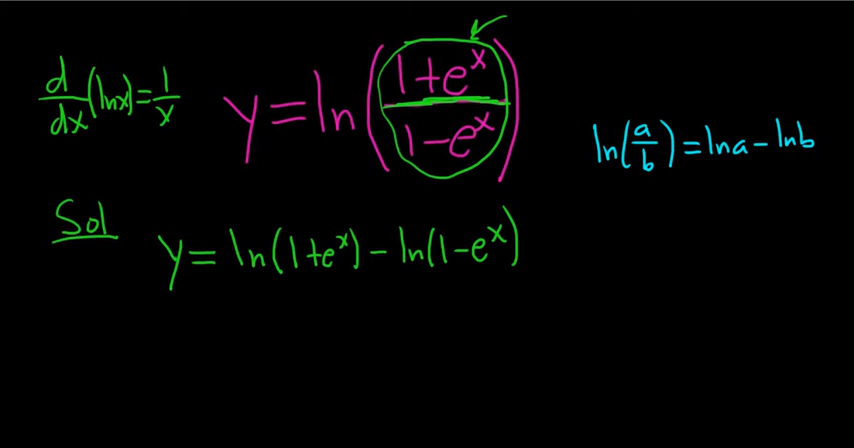 d/dx (ln x) = 1/x
y = ln((1+e^x)/(1-e^x))
ln(a/b) = ln a - ln b
Sol
y = ln(1+e^x) - ln(1-e^x)